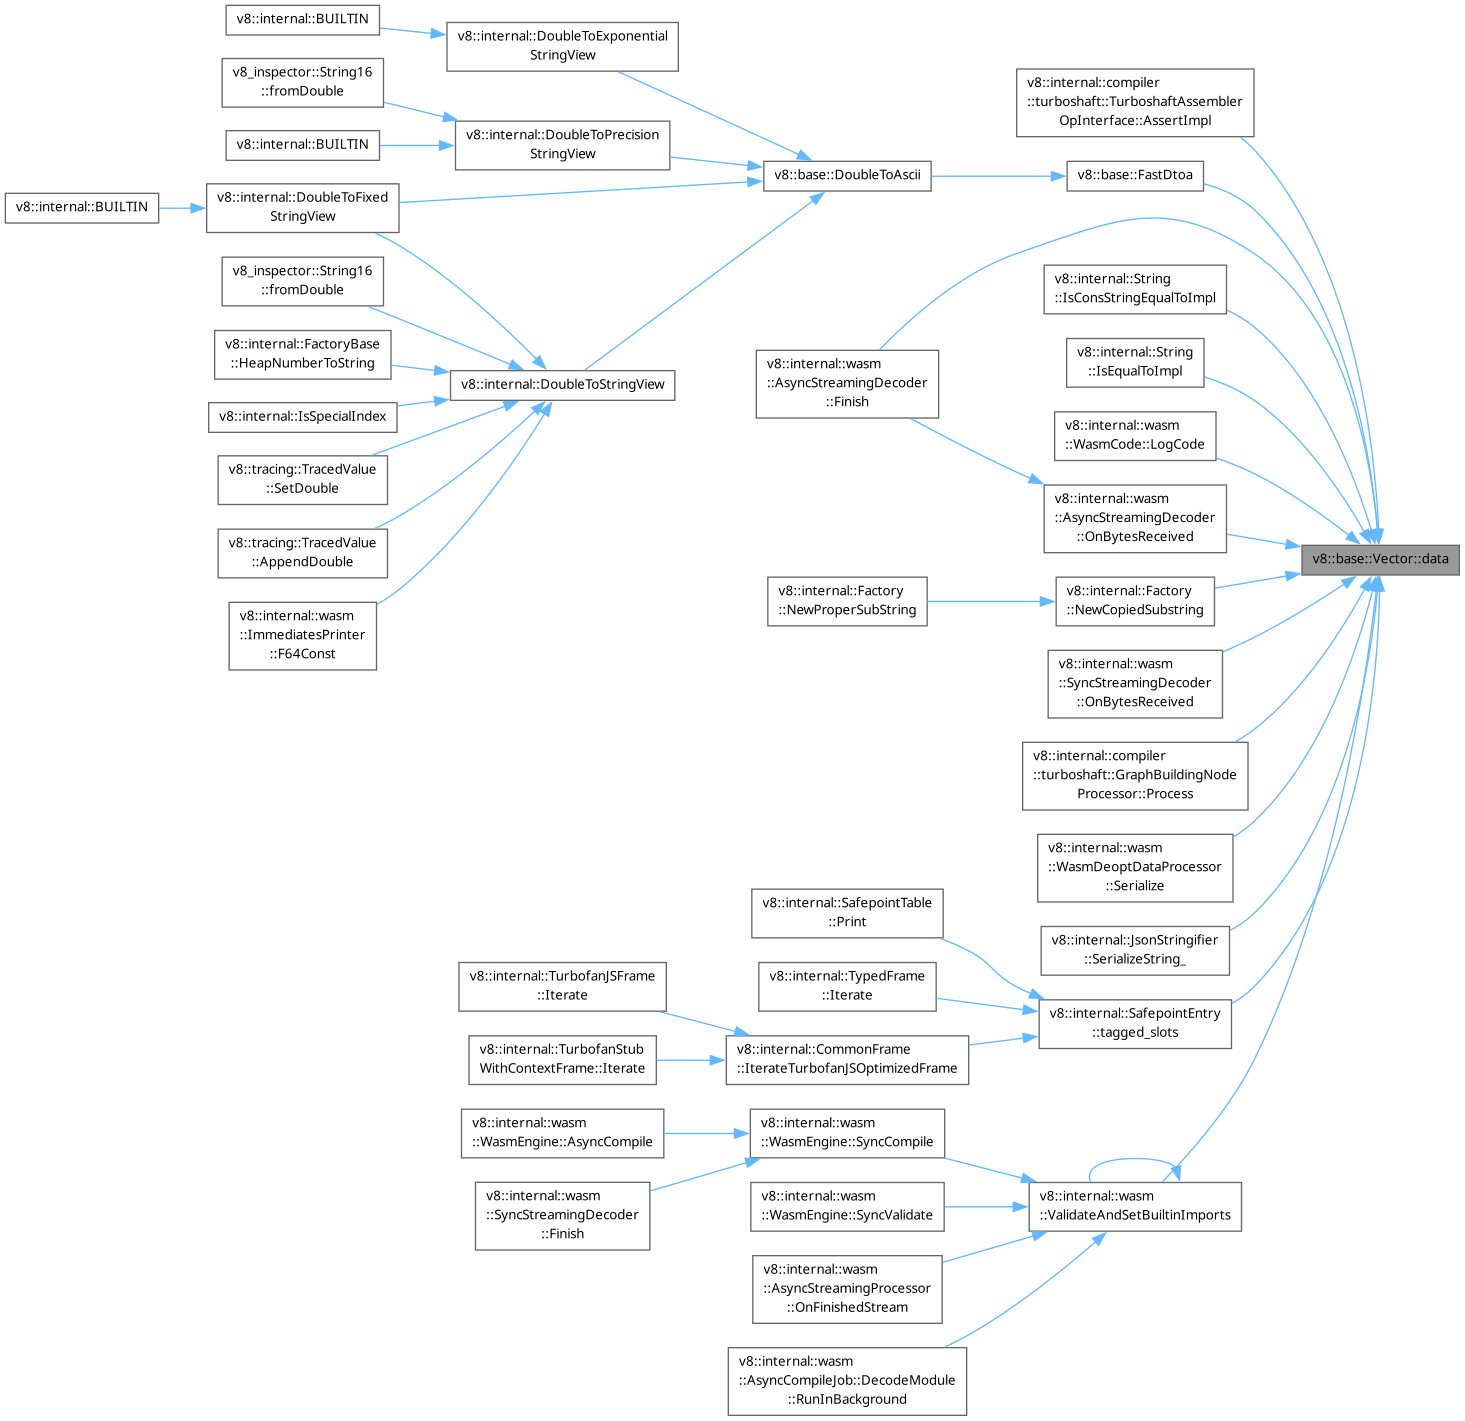 v8::internal::BUILTIN
v8::internal::DoubleToExponential
StringView
v8_inspector::String16
::fromDouble
v8::internal::compiler
::turboshaft::TurboshaftAssembler
OpInterface::AssertImpl
v8::internal::DoubleToPrecision
StringView
v8::internal::BUILTIN
v8::base::DoubleToAscii
v8::base::FastDtoa
v8::internal::BUILTIN
v8::internal::DoubleToFixed
StringView
v8_inspector::String16
::fromDouble
v8::internal::String
::IsConsStringEqualToImpl
v8::internal::FactoryBase
::HeapNumberToString
v8::internal::String
::IsEqualToImpl
v8::internal::DoubleToStringView
v8::internal::wasm
::AsyncStreamingDecoder
::Finish
v8::internal::IsSpecialIndex
v8::internal::wasm
::WasmCode::LogCode
v8::tracing::TracedValue
::SetDouble
v8::internal::wasm
::AsyncStreamingDecoder
::OnBytesReceived
v8::tracing::TracedValue
::AppendDouble
v8::base::Vector::data
v8::internal::wasm
::ImmediatesPrinter
::F64Const
v8::internal::Factory
::NewProperSubString
v8::internal::Factory
::NewCopiedSubstring
v8::internal::wasm
::SyncStreamingDecoder
::OnBytesReceived
v8::internal::compiler
::turboshaft::GraphBuildingNode
Processor::Process
v8::internal::wasm
::WasmDeoptDataProcessor
::Serialize
v8::internal::SafepointTable
::Print
v8::internal::JsonStringifier
::SerializeString_
v8::internal::TurbofanJSFrame
::Iterate
v8::internal::TypedFrame
::Iterate
v8::internal::SafepointEntry
::tagged_slots
v8::internal::TurbofanStub
WithContextFrame::Iterate
v8::internal::CommonFrame
::IterateTurbofanJSOptimizedFrame
v8::internal::wasm
::WasmEngine::AsyncCompile
v8::internal::wasm
::WasmEngine::SyncCompile
v8::internal::wasm
::SyncStreamingDecoder
::Finish
v8::internal::wasm
::WasmEngine::SyncValidate
v8::internal::wasm
::ValidateAndSetBuiltinImports
v8::internal::wasm
::AsyncStreamingProcessor
::OnFinishedStream
v8::internal::wasm
::AsyncCompileJob::DecodeModule
::RunInBackground